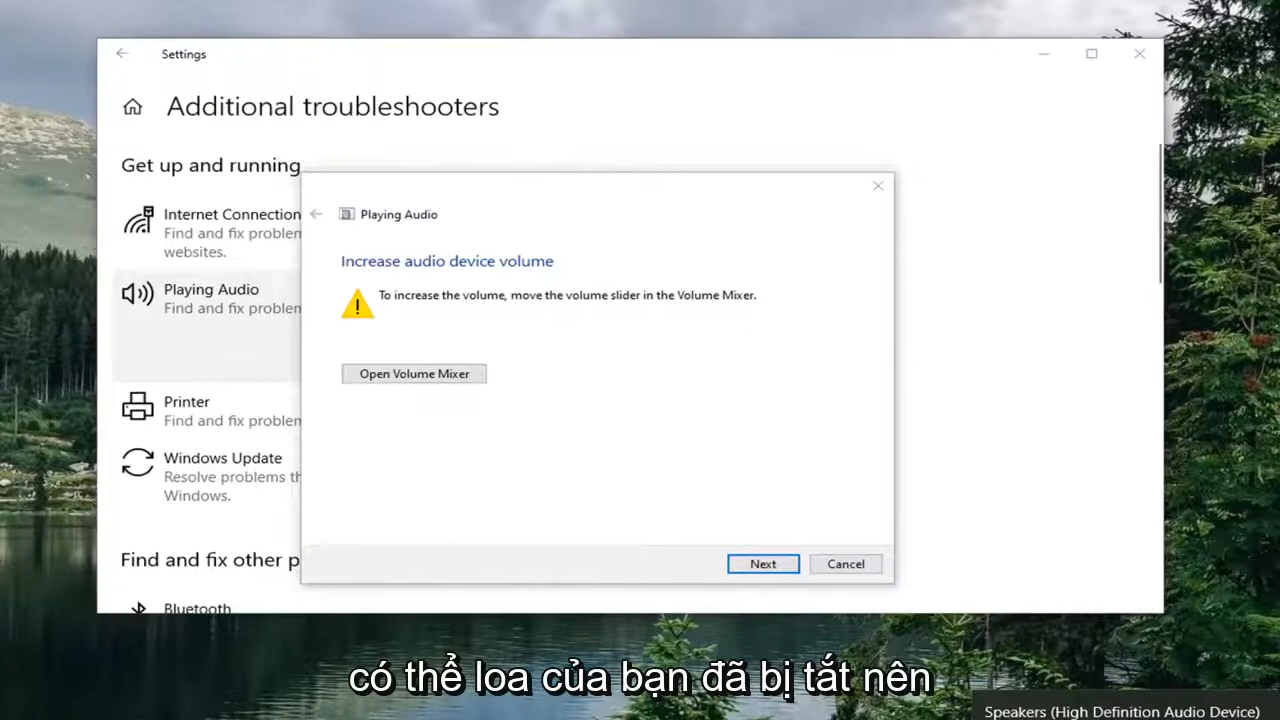 Settings
Additional troubleshooters
Get up and running
Internet Connection
Find and fix problem
websites.
Playing Audio
Find and fix problem
Printer
Find and fix problem
Windows Update
Resolve problems th
Windows.
Find and fix other p
Bluetooth
Playing Audio
Increase audio device volume
To increase the volume, move the volume slider in the Volume Mixer.
Open Volume Mixer
Next
Cancel
có thể loa của bạn đã bị tắt nên
Speakers (High Definition Audio Device)